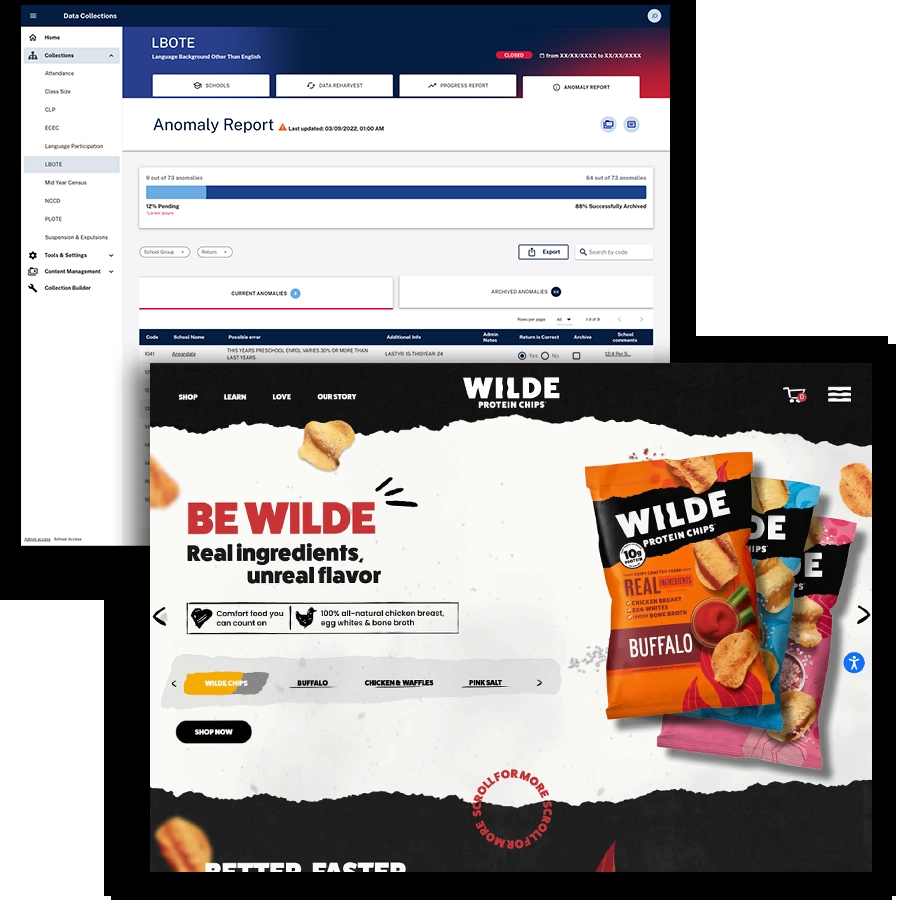 Data Collections
JD
Home
Collections
Attendance
Class Size
CLP
ECEC
Language Participation
LBOTE
Mid Year Census
NCCD
PLOTE
Suspension & Expulsions
Tools & Settings
Content Management
Collection Builder
Admin access School Access
LBOTE
Language Background Other Than English
CLOSED from XX/XX/XXXX to XX/XX/XXXX
SCHOOLS
DATA REHARVEST
PROGRESS REPORT
ANOMALY REPORT
Anomaly Report Last updated: 03/09/2022, 01:00 AM
9 out of 73 anomalies 64 out of 73 anomalies
12% Pending 88% Successfully Archived
*Lorem ipsum
School Group Return Export Search by code
CURRENT ANOMALIES ARCHIVED ANOMALIES 64
Rows per page: All 1-9 of 9
Code School Name Possible error Additional Info Admin Notes Return is Correct Archive School comments
1041 Annandale THIS YEARS PRESCHOOL ENROL VARIES 30% OR MORE THAN LAST YEARS LASTYR: 15 THISYEAR: 24 Yes No
SHOP LEARN LOVE OUR STORY
WILDE
PROTEIN CHIPS
0
BE WILDE
Real ingredients,
unreal flavor
Comfort food you
can count on
100% all-natural chicken breast,
egg whites & bone broth
WILDE CHIPS BUFFALO CHICKEN & WAFFLES PINK SALT
SHOP NOW
WILDE
PROTEIN CHIPS
10g
PROTEIN
CHIPS CRAFTED FROM
REAL INGREDIENTS
CHICKEN BREAST
EGG WHITES
CHICKEN BONE BROTH
BUFFALO
DE
HIPS
E
PS
SCROLL FOR MORE SCROLL FOR MORE
BETTER, FASTER